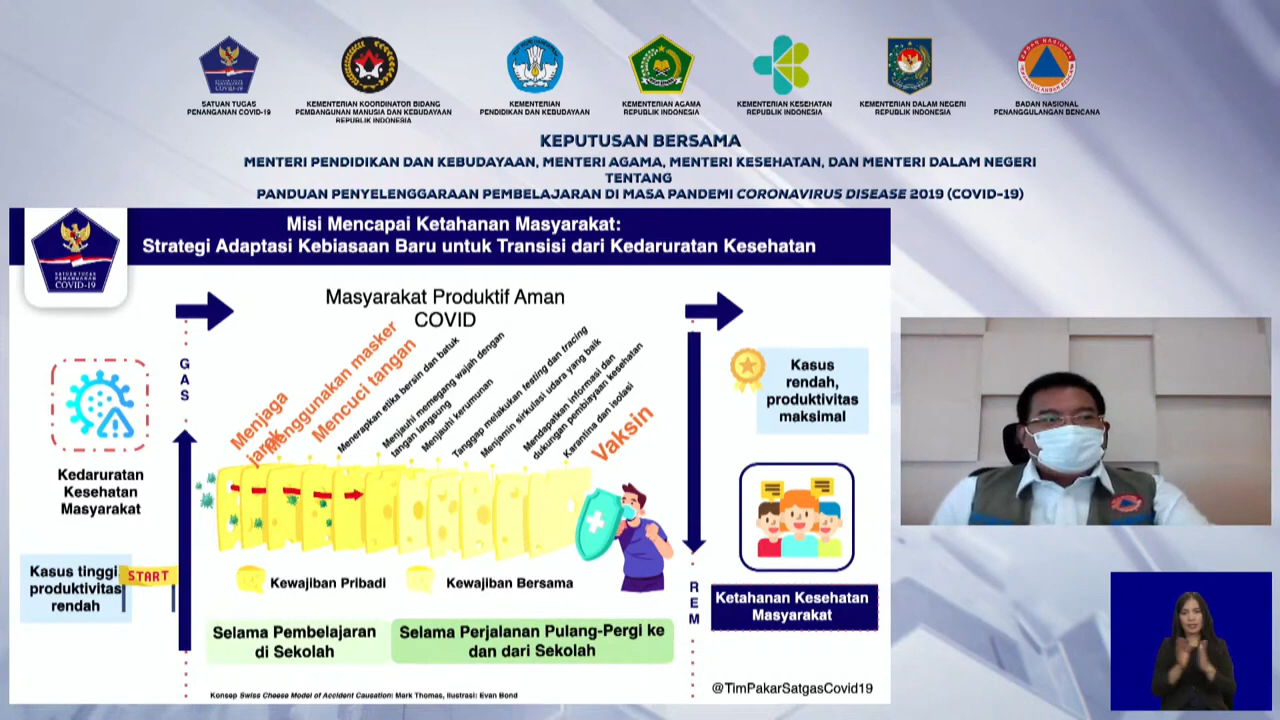 SATUAN TUGAS
PENANGANAN COVID-19
KEMENTERIAN KOORDINATOR BIDANG
PEMBANGUNAN MANUSIA DAN KEBUDAYAAN
REPUBLIK INDONESIA
KEMENTERIAN
PENDIDIKAN DAN KEBUDAYAAN
KEMENTERIAN AGAMA
REPUBLIK INDONESIA
KEMENTERIAN KESEHATAN
REPUBLIK INDONESIA
KEMENTERIAN DALAM NEGERI
REPUBLIK INDONESIA
BADAN NASIONAL
PENANGGULANGAN BENCANA
KEPUTUSAN BERSAMA
MENTERI PENDIDIKAN DAN KEBUDAYAAN, MENTERI AGAMA, MENTERI KESEHATAN, DAN MENTERI DALAM NEGERI
TENTANG
PANDUAN PENYELENGGARAAN PEMBELAJARAN DI MASA PANDEMI CORONAVIRUS DISEASE 2019 (COVID-19)
SATUAN TUGAS
PENANGANAN
COVID-19
Misi Mencapai Ketahanan Masyarakat:
Strategi Adaptasi Kebiasaan Baru untuk Transisi dari Kedaruratan Kesehatan
Masyarakat Produktif Aman
COVID
GAS
Menjaga
jarak
Menggunakan masker
Mencuci tangan
Menerapkan etika bersin dan batuk
Menjauhi memegang wajah dengan
tangan langsung
Menjauhi kerumunan
Tanggap melakukan testing dan tracing
Menjamin sirkulasi udara yang baik
Mendapatkan informasi dan
dukungan pembiayaan kesehatan
Karantina dan isolasi
Vaksin
Kedaruratan
Kesehatan
Masyarakat
Kasus tinggi,
produktivitas
rendah
START
Kewajiban Pribadi
Kewajiban Bersama
Selama Pembelajaran
di Sekolah
Selama Perjalanan Pulang-Pergi ke
dan dari Sekolah
REM
Kasus
rendah,
produktivitas
maksimal
Ketahanan Kesehatan
Masyarakat
Konsep Swiss Cheese Model of Accident Causation: Mark Thomas, Ilustrasi: Evan Bond
@TimPakarSatgasCovid19